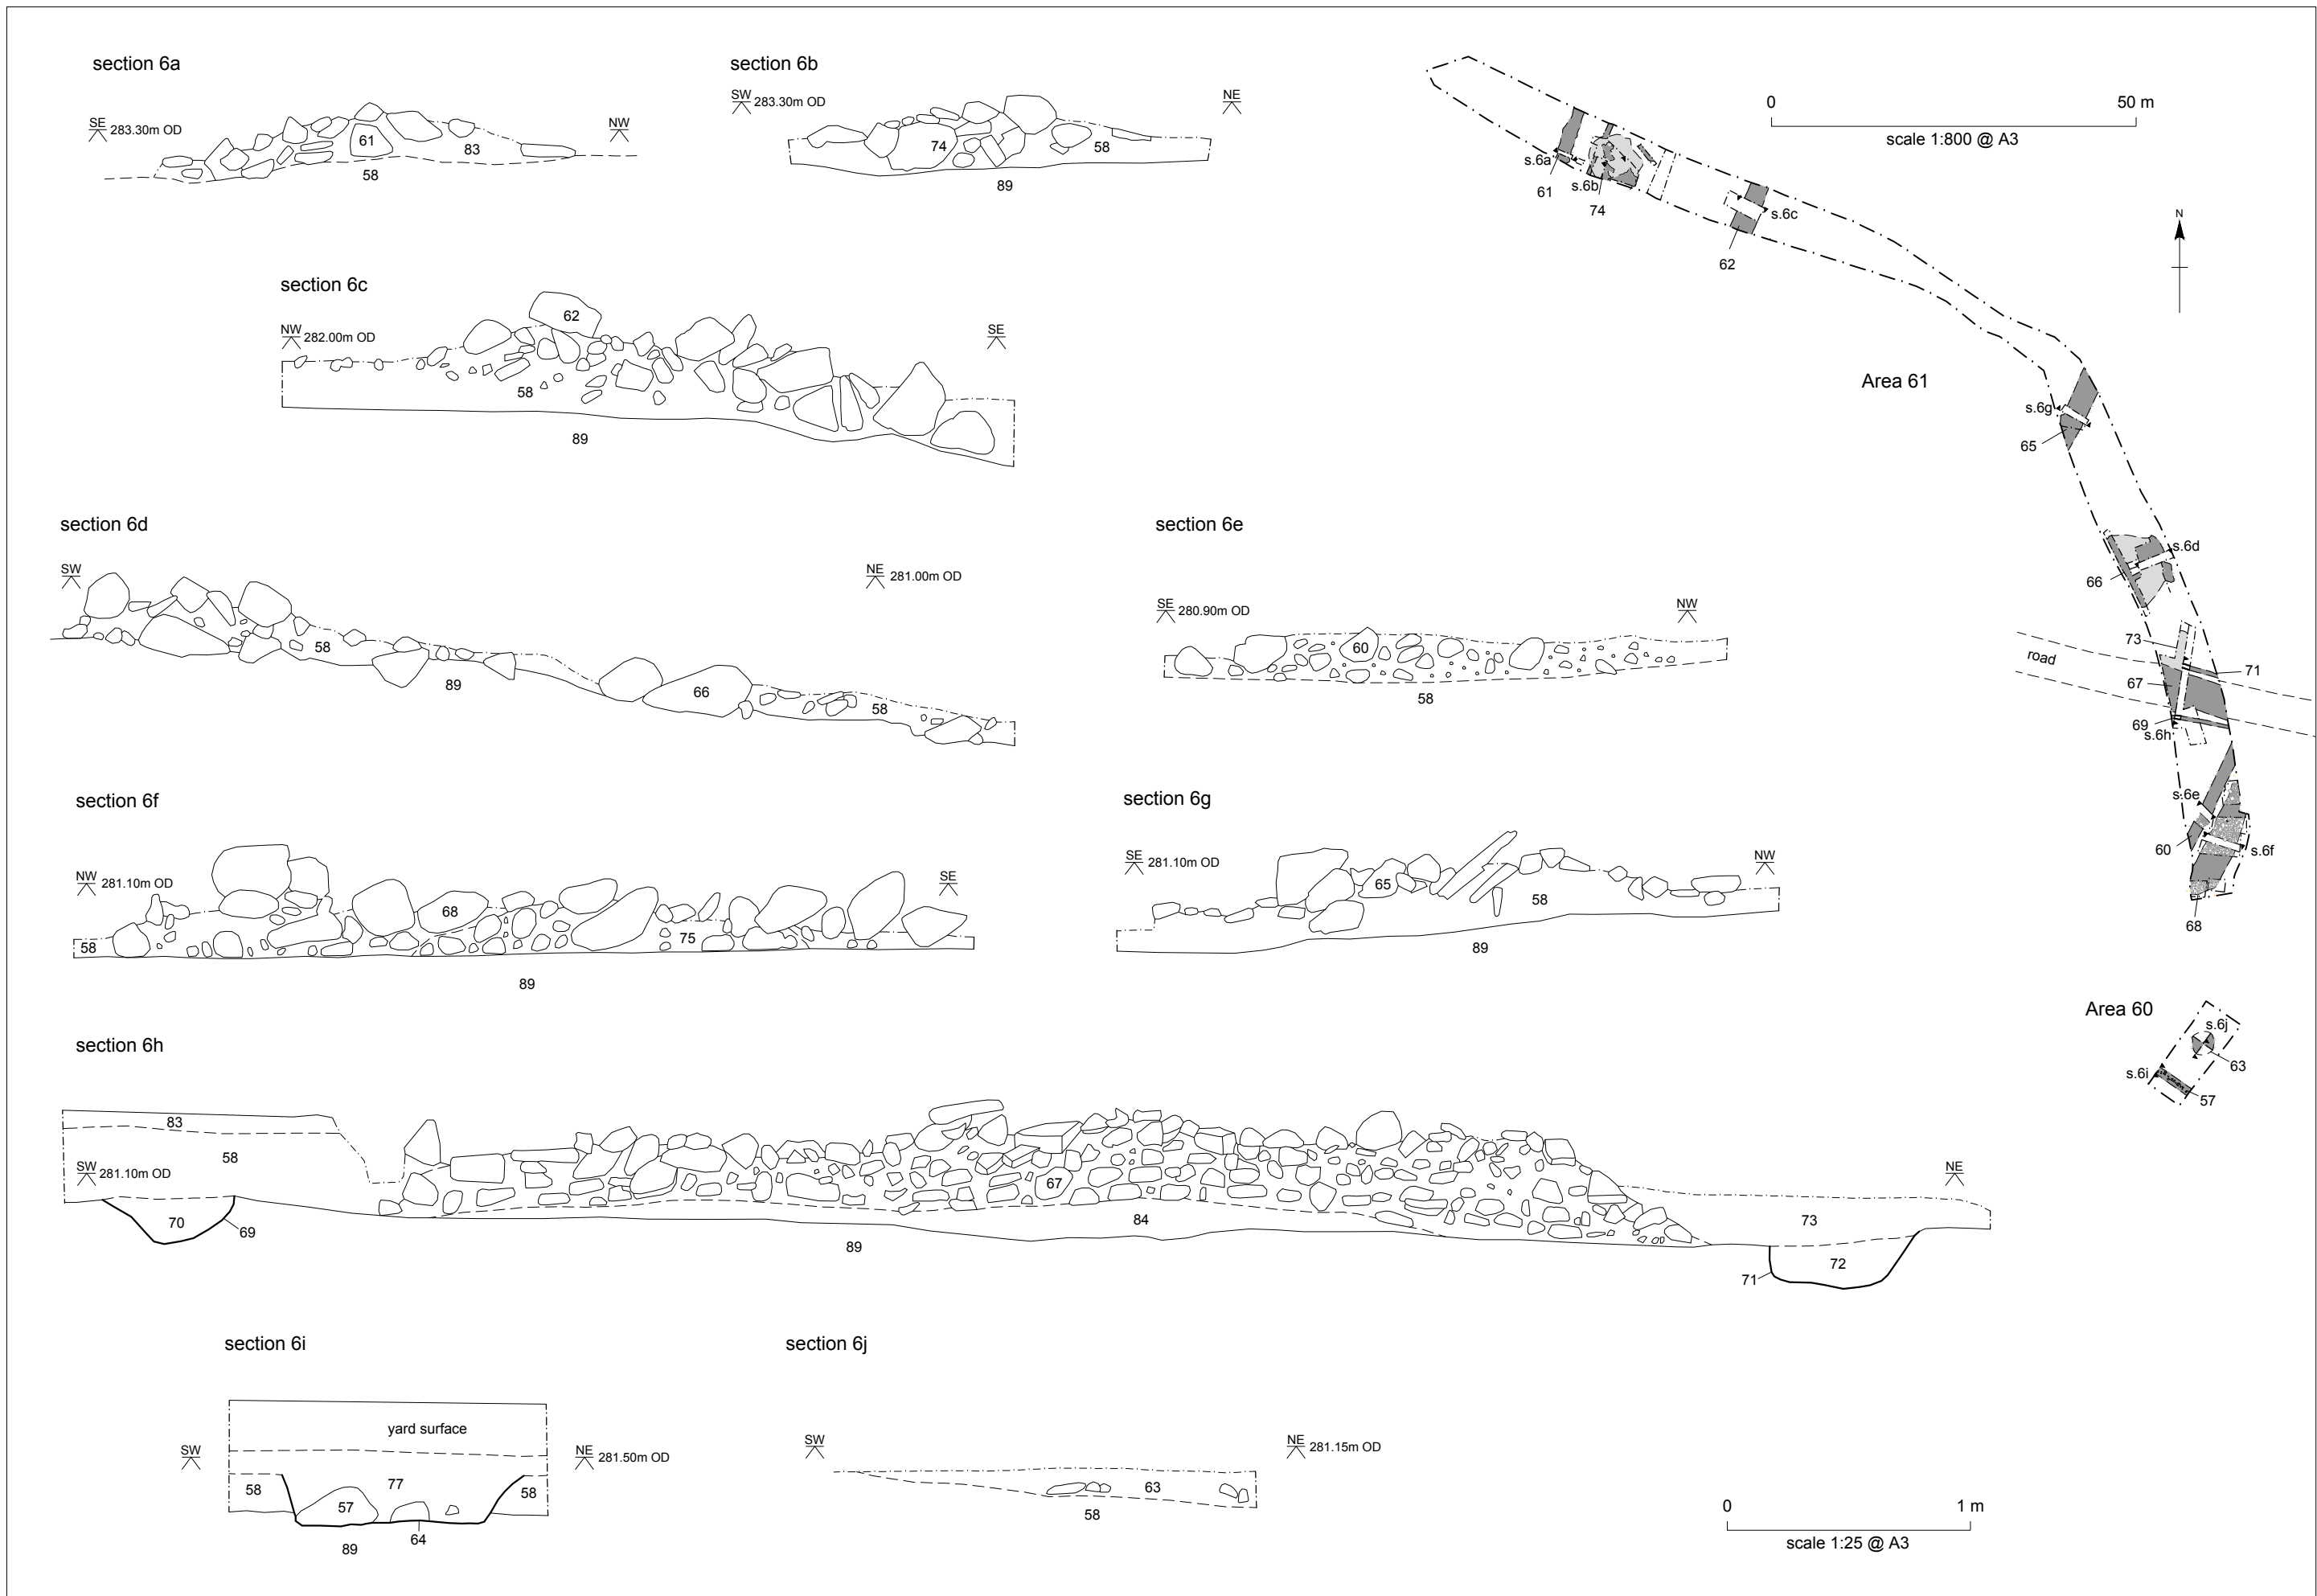 section 6a
SE 283.30m OD
NW
61
83
58
section 6b
SW 283.30m OD
NE
74
58
89
section 6c
NW 282.00m OD
SE
62
58
89
section 6d
SW
NE 281.00m OD
58
89
66
58
section 6e
SE 280.90m OD
NW
60
58
section 6f
NW 281.10m OD
SE
68
58
75
89
section 6g
SE 281.10m OD
NW
65
58
89
section 6h
83
58
SW 281.10m OD
NE
70
69
67
84
89
73
72
71
section 6i
yard surface
SW
NE 281.50m OD
77
58
57
58
64
89
section 6j
SW
NE 281.15m OD
63
58
0 50 m
scale 1:800 @ A3
s.6a
61
s.6b
74
s.6c
62
N
Area 61
s.6g
65
s.6d
66
73
road
71
67
69
s.6h
s.6e
60
s.6f
68
Area 60
s.6j
63
s.6i
57
0 1 m
scale 1:25 @ A3